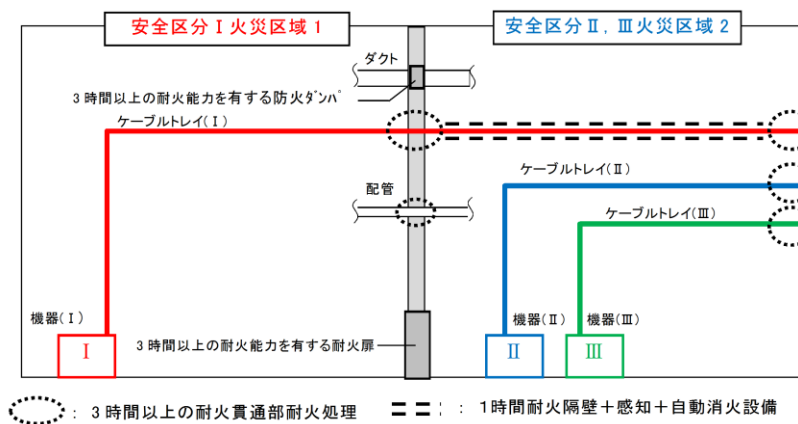 安全区分Ⅰ火災区域1
安全区分Ⅱ,Ⅲ火災区域2
ダクト
3時間以上の耐火能力を有する防火ダンパ
ケーブルトレイ(Ⅰ)
ケーブルトレイ(Ⅱ)
配管
ケーブルトレイ(Ⅲ)
機器(Ⅰ)
機器(Ⅱ)
機器(Ⅲ)
3時間以上の耐火能力を有する耐火扉
Ⅰ
Ⅱ
Ⅲ
: 3時間以上の耐火貫通部耐火処理
: 1時間耐火隔壁+感知+自動消火設備